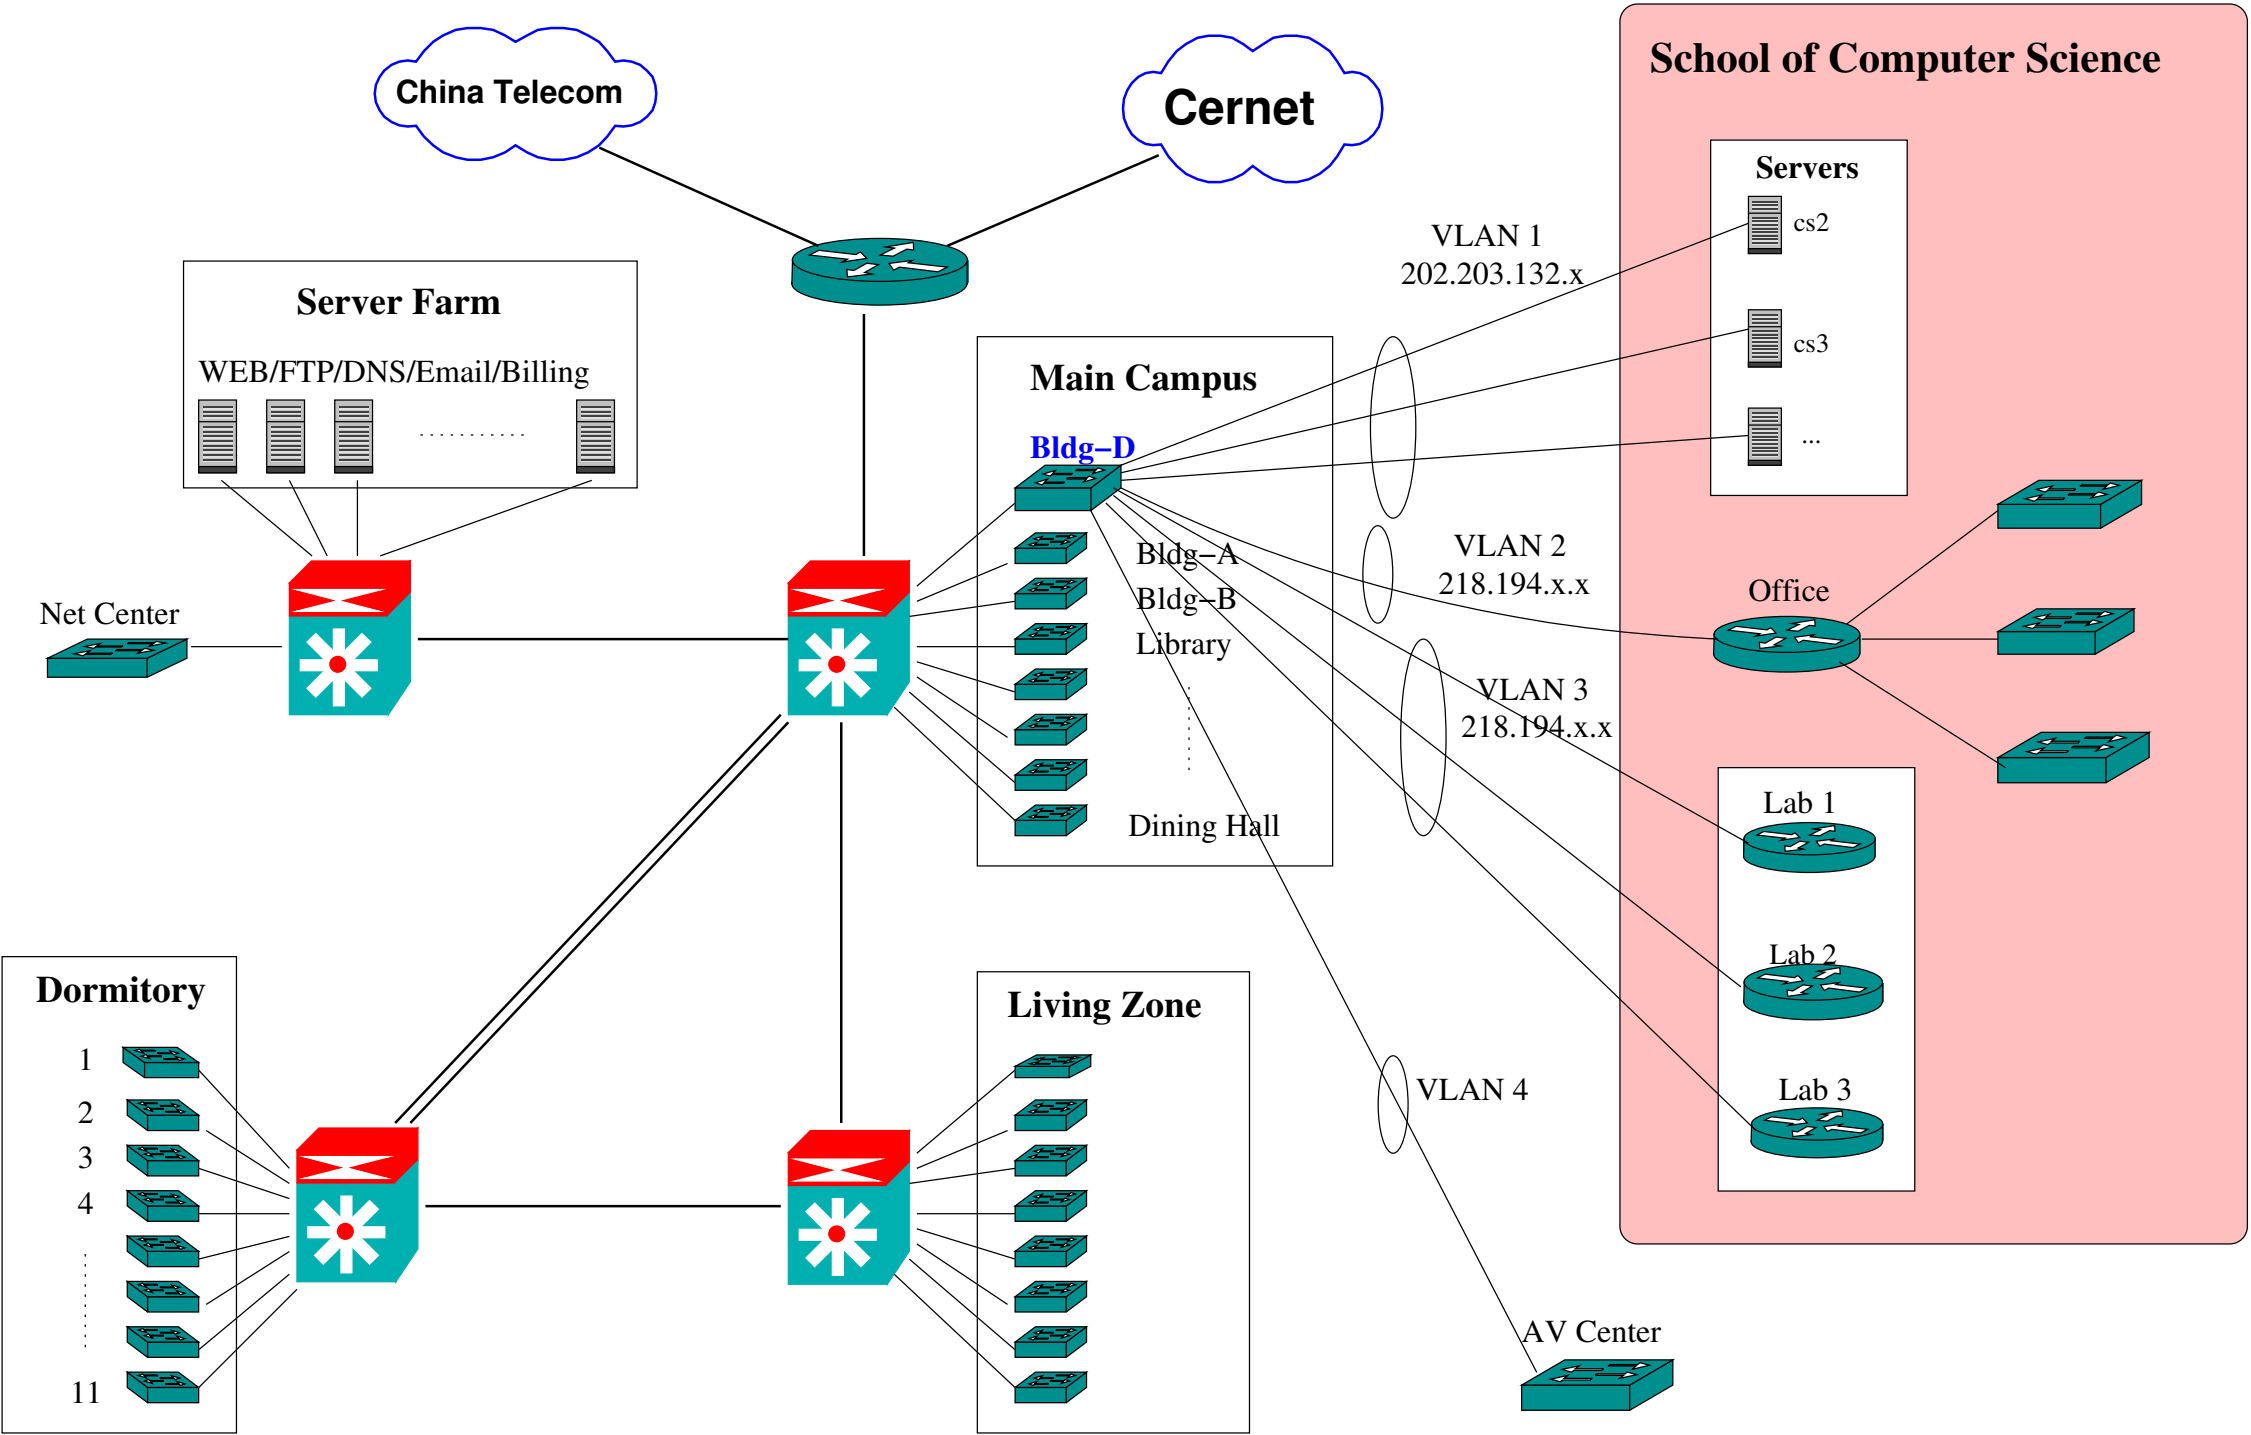 China Telecom
Cernet
School of Computer Science
Servers
cs2
cs3
...
VLAN 1
202.203.132.x
Server Farm
WEB/FTP/DNS/Email/Billing
...........
Main Campus
Bldg−D
Bldg−A
Bldg−B
Library
Dining Hall
VLAN 2
218.194.x.x
Office
Net Center
VLAN 3
218.194.x.x
Lab 1
Lab 2
Lab 3
Dormitory
1
2
3
4
11
Living Zone
VLAN 4
AV Center